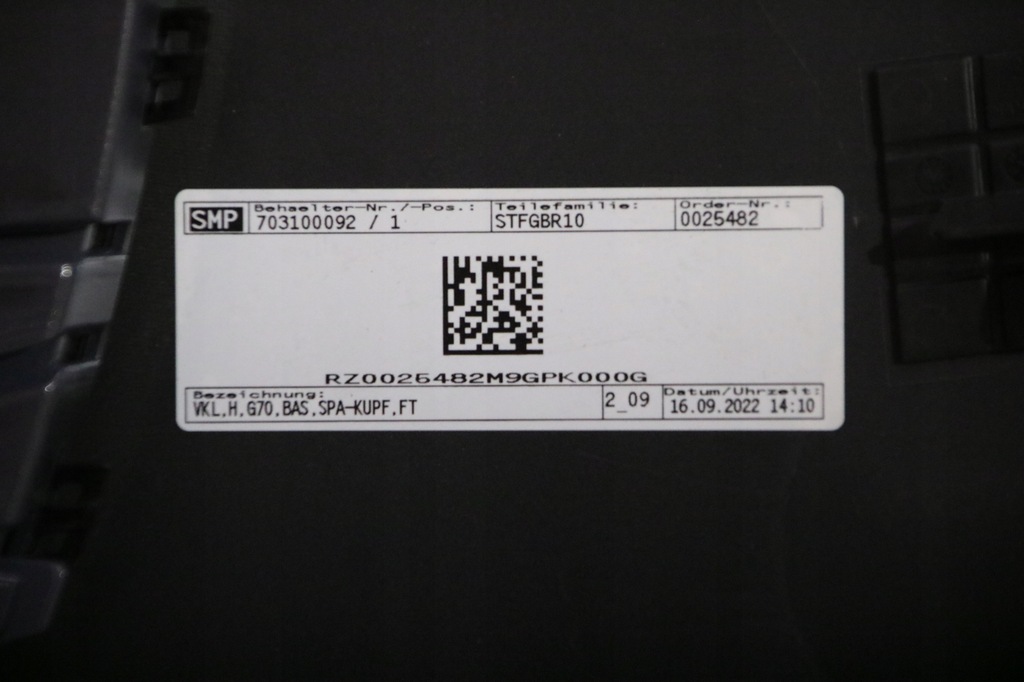 SMP Behaelter-Nr./-Pos.: Teilefamilie: Order-Nr.:
703100092 / 1 STFGBR10 0025482
RZ0025482M9GPK000G
Bezeichnung: 2_09 Datum/Uhrzeit:
VKL,H,G70,BAS,SPA-KUPF,FT 16.09.2022 14:10